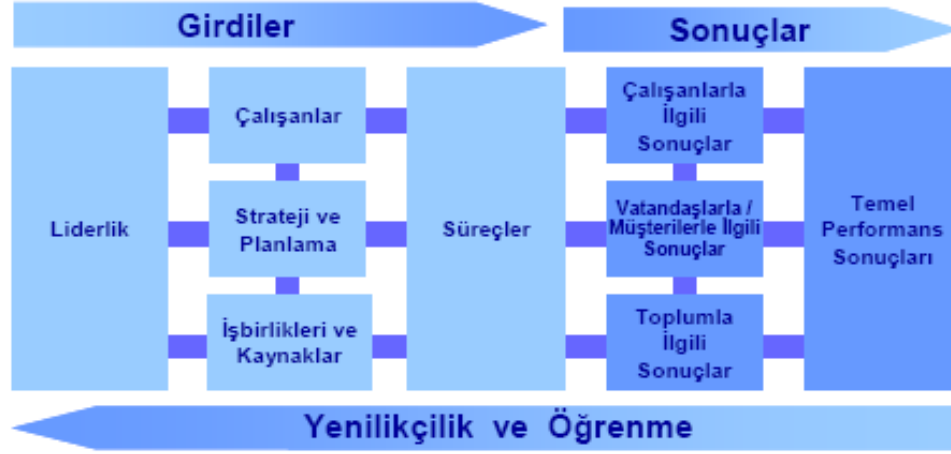 Girdiler
Sonuçlar
Liderlik
Çalışanlar
Strateji ve
Planlama
İşbirlikleri ve
Kaynaklar
Süreçler
Çalışanlarla
İlgili
Sonuçlar
Vatandaşlarla /
Müşterilerle İlgili
Sonuçlar
Toplumla
İlgili
Sonuçlar
Temel
Performans
Sonuçları
Yenilikçilik ve Öğrenme